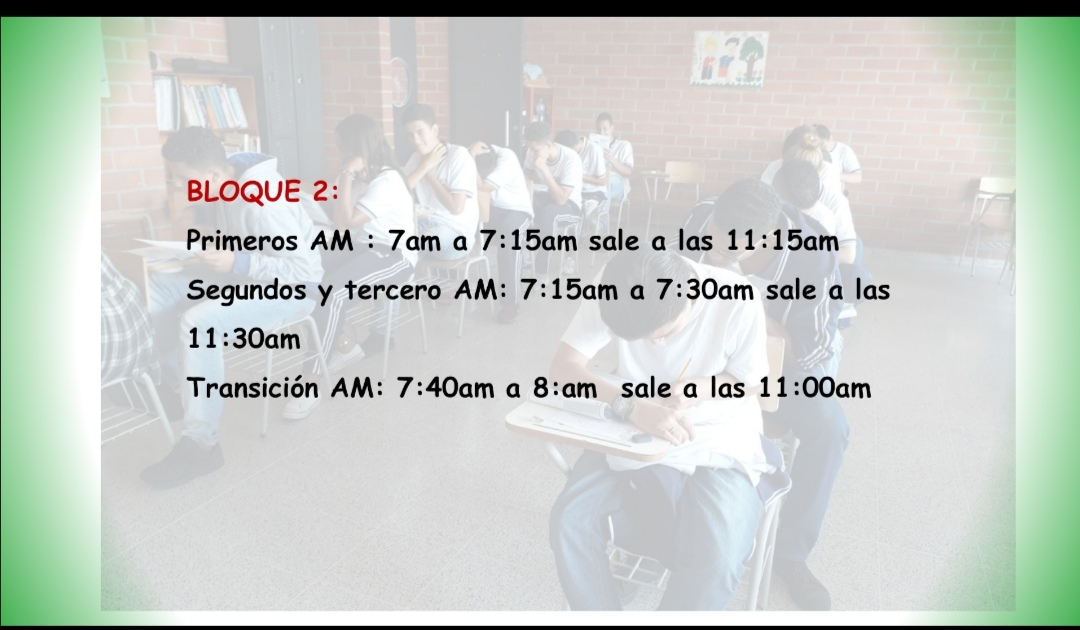 BLOQUE 2:
Primeros AM : 7am a 7:15am sale a las 11:15am
Segundos y tercero AM: 7:15am a 7:30am sale a las
11:30am
Transición AM: 7:40am a 8:am  sale a las 11:00am